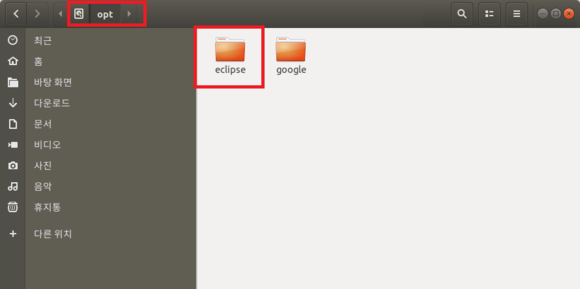 opt
최근
홈
바탕 화면
다운로드
문서
비디오
사진
음악
휴지통
다른 위치
eclipse
google